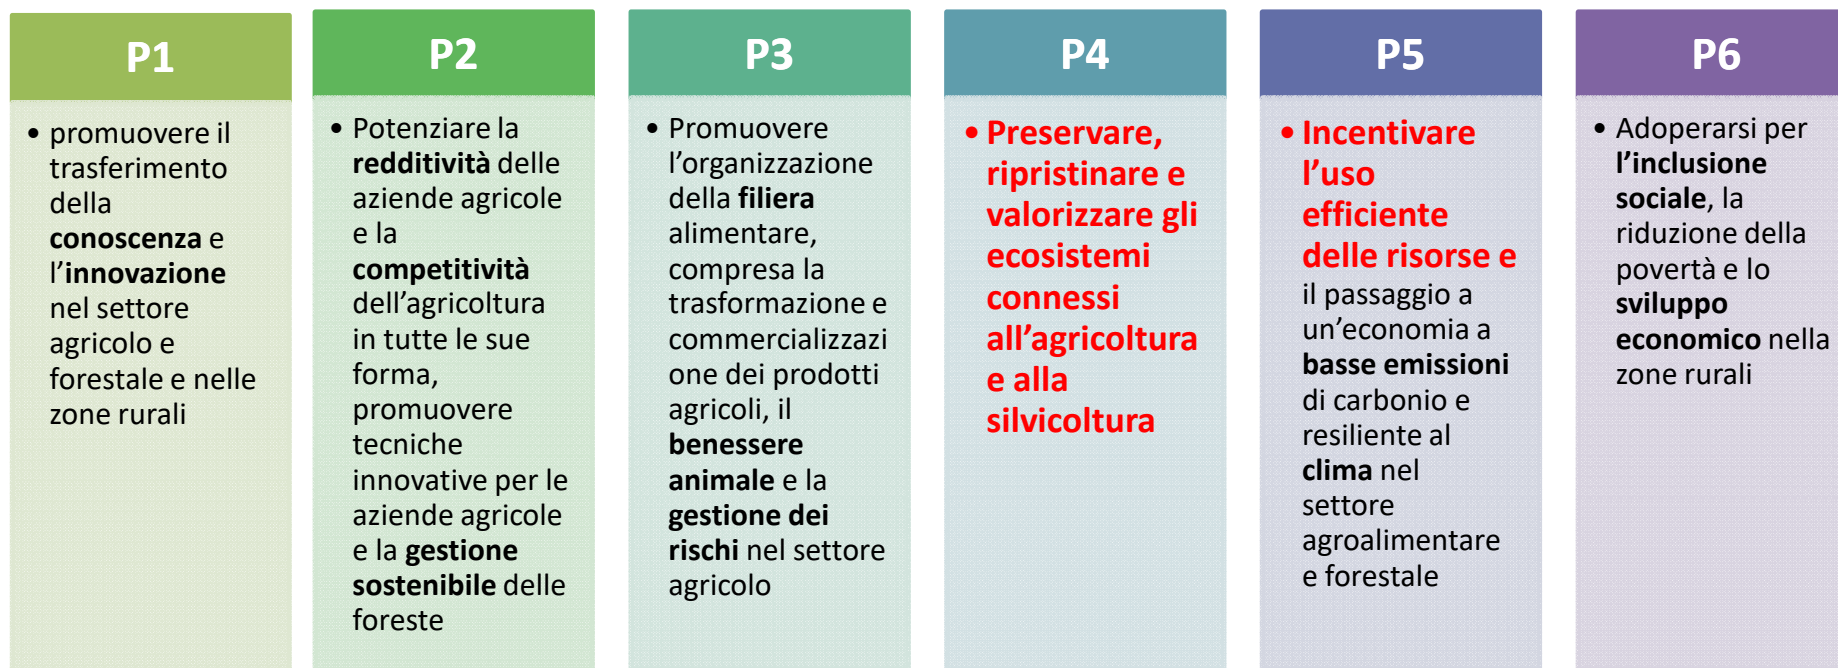 P1
• promuovere il
trasferimento
della
conoscenza e
l’innovazione
nel settore
agricolo e
forestale e nelle
zone rurali
P2
• Potenziare la
redditività delle
aziende agricole
e la
competitività
dell’agricoltura
in tutte le sue
forma,
promuovere
tecniche
innovative per le
aziende agricole
e la gestione
sostenibile delle
foreste
P3
• Promuovere
l’organizzazione
della filiera
alimentare,
compresa la
trasformazione e
commercializzazi
one dei prodotti
agricoli, il
benessere
animale e la
gestione dei
rischi nel settore
agricolo
P4
• Preservare,
ripristinare e
valorizzare gli
ecosistemi
connessi
all’agricoltura
e alla
silvicoltura
P5
• Incentivare
l’uso
efficiente
delle risorse e
il passaggio a
un’economia a
basse emissioni
di carbonio e
resiliente al
clima nel
settore
agroalimentare
e forestale
P6
• Adoperarsi per
l’inclusione
sociale, la
riduzione della
povertà e lo
sviluppo
economico nella
zone rurali